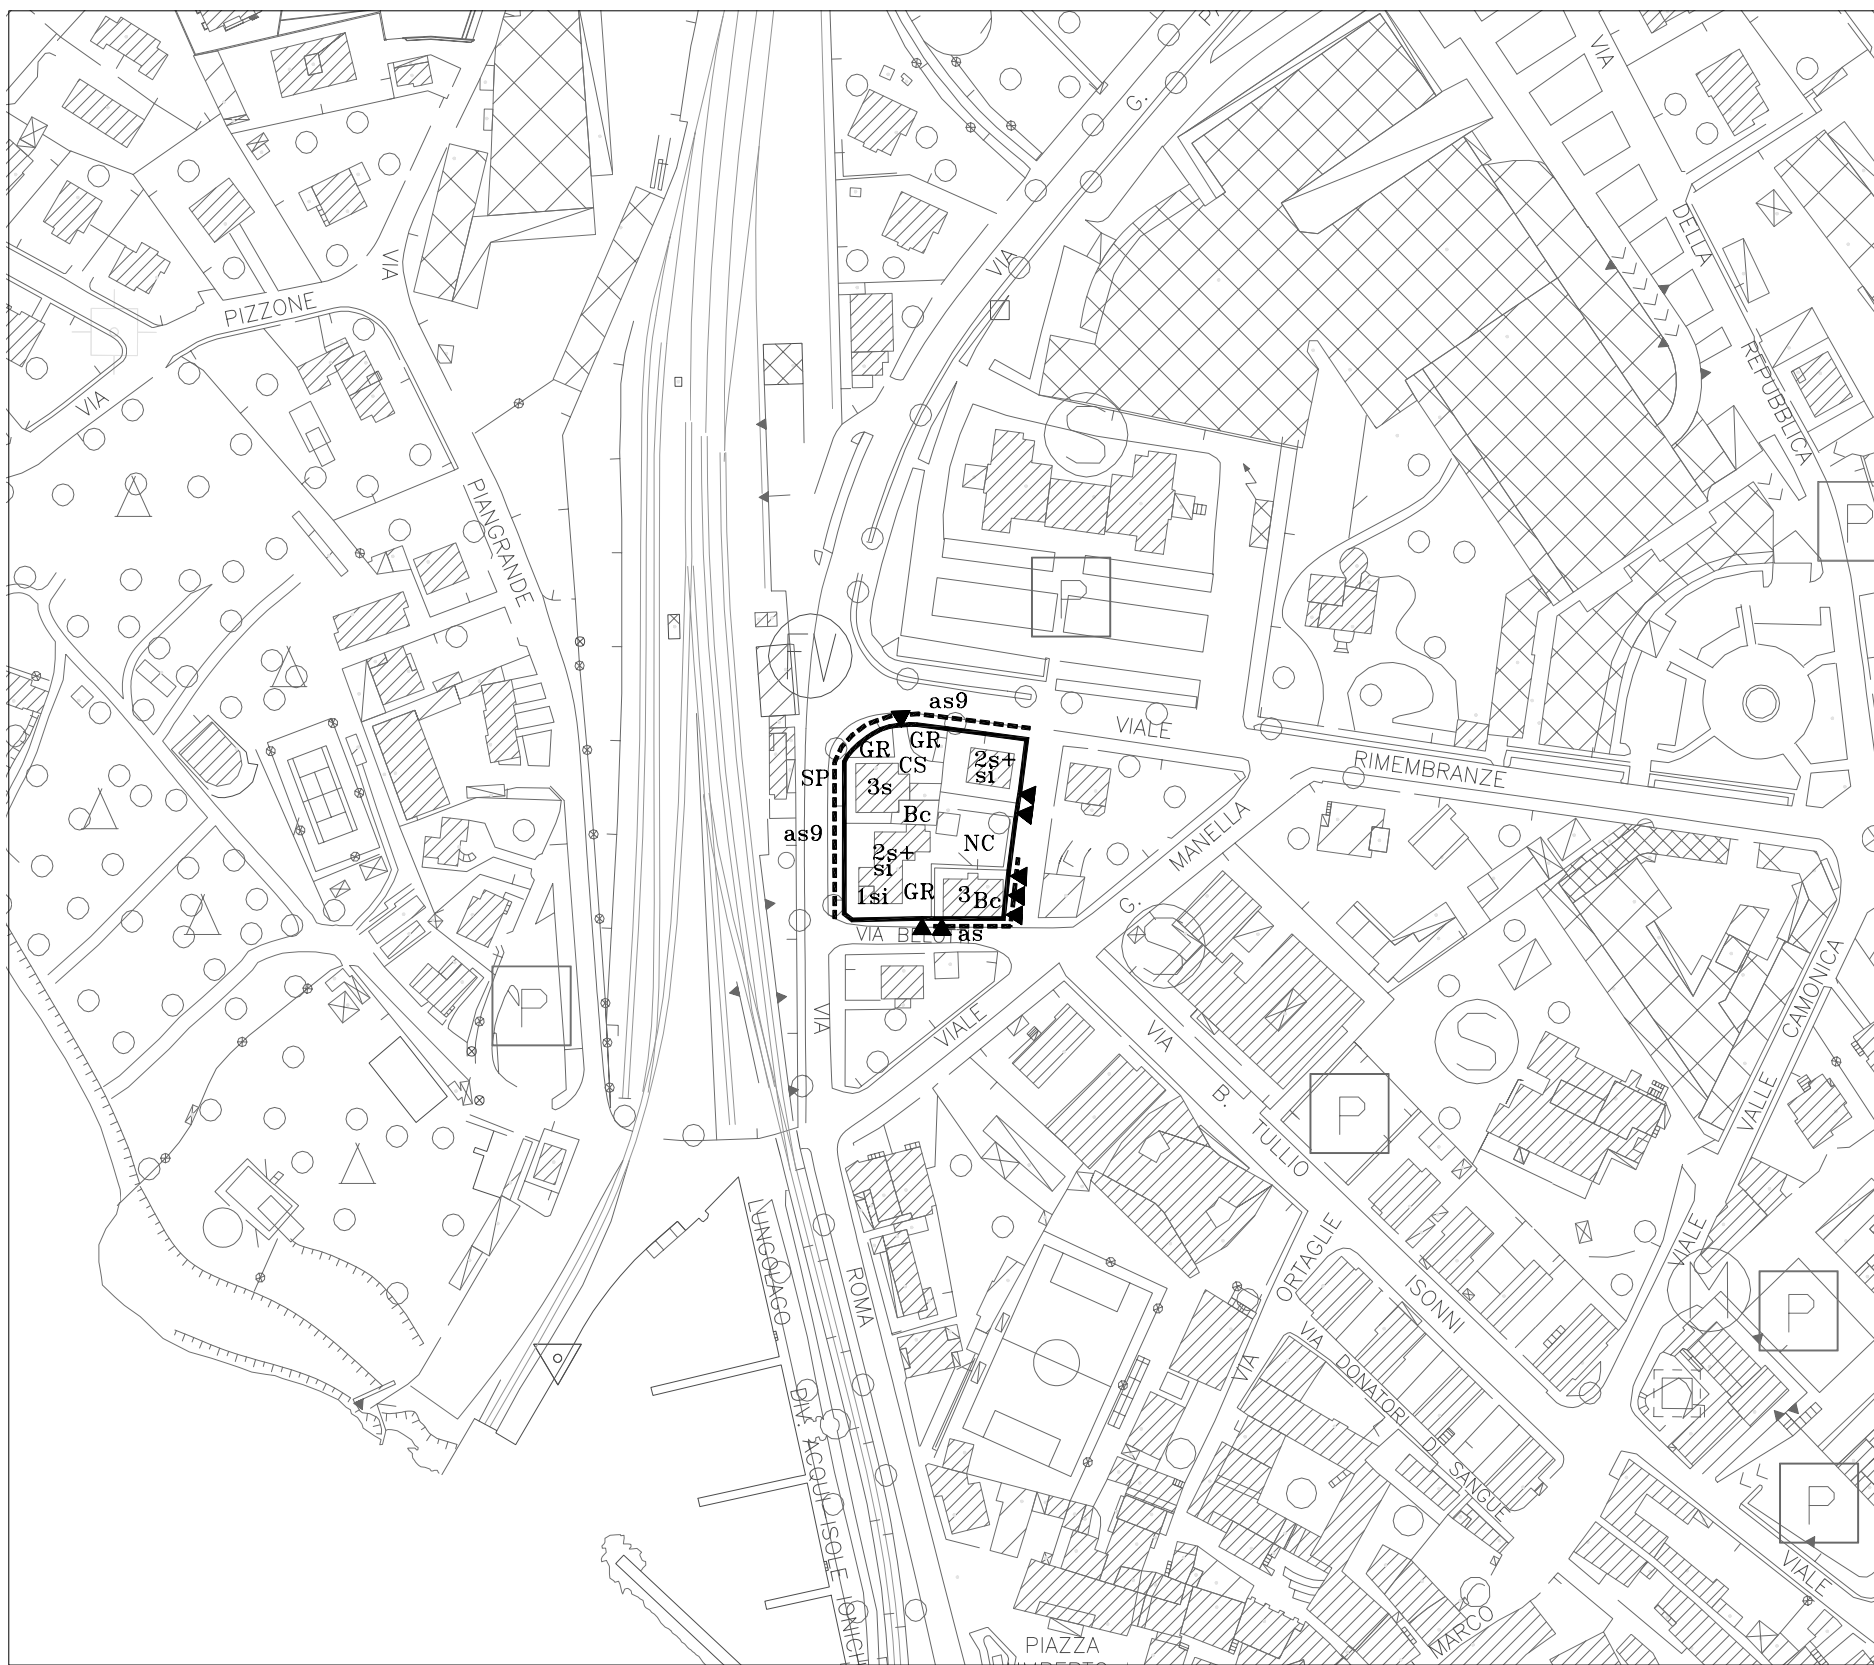 G.
VIA
VIA
VIA
DELLA
REPUBBLICA
VIA
PIZZONE
VIA
PIANGRANDE
S
P
P
as9
VIALE
RIMEMBRANZE
GR
GR
CS
2s+
si
SP
3s
Bc
as9
NC
2s+
si
1si
GR
3
Bc
as
MANELLA
G.
S
VIA
VIALE
VIA
B.
TULLIO
ISONNI
P
P
S
CAMONICA
VALLE
VIALE
M
P
P
VIALE
LUNGOLAGO
DIV. ACQUI ISOLE IONICHE
ROMA
ORTAGLIE
VIA
VIA
DONATORI
DI
SANGUE
MARCO
PIAZZA